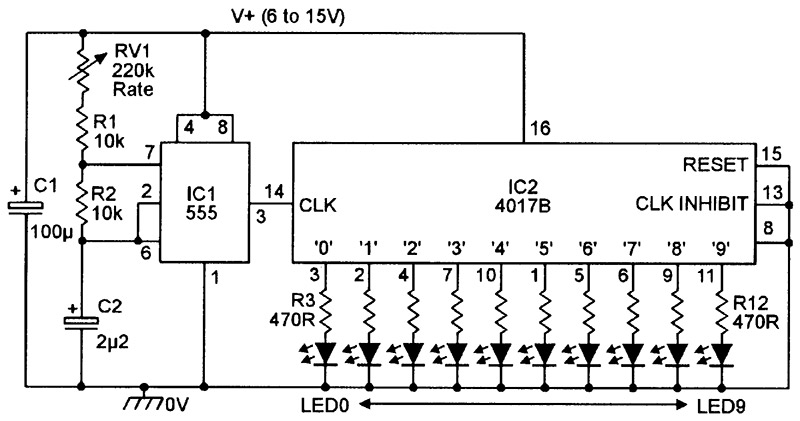 V+ (6 to 15V)
RV1
220k
Rate
R1
10k
R2
10k
C1
100µ
C2
2µ2
4 8
7
2
6
IC1
555
3
1
14
16
CLK
IC2
4017B
RESET
CLK INHIBIT
15
13
8
'0' '1' '2' '3' '4' '5' '6' '7' '8' '9'
3 2 4 7 10 1 5 6 9 11
R3
470R
R12
470R
0V
LED0
LED9